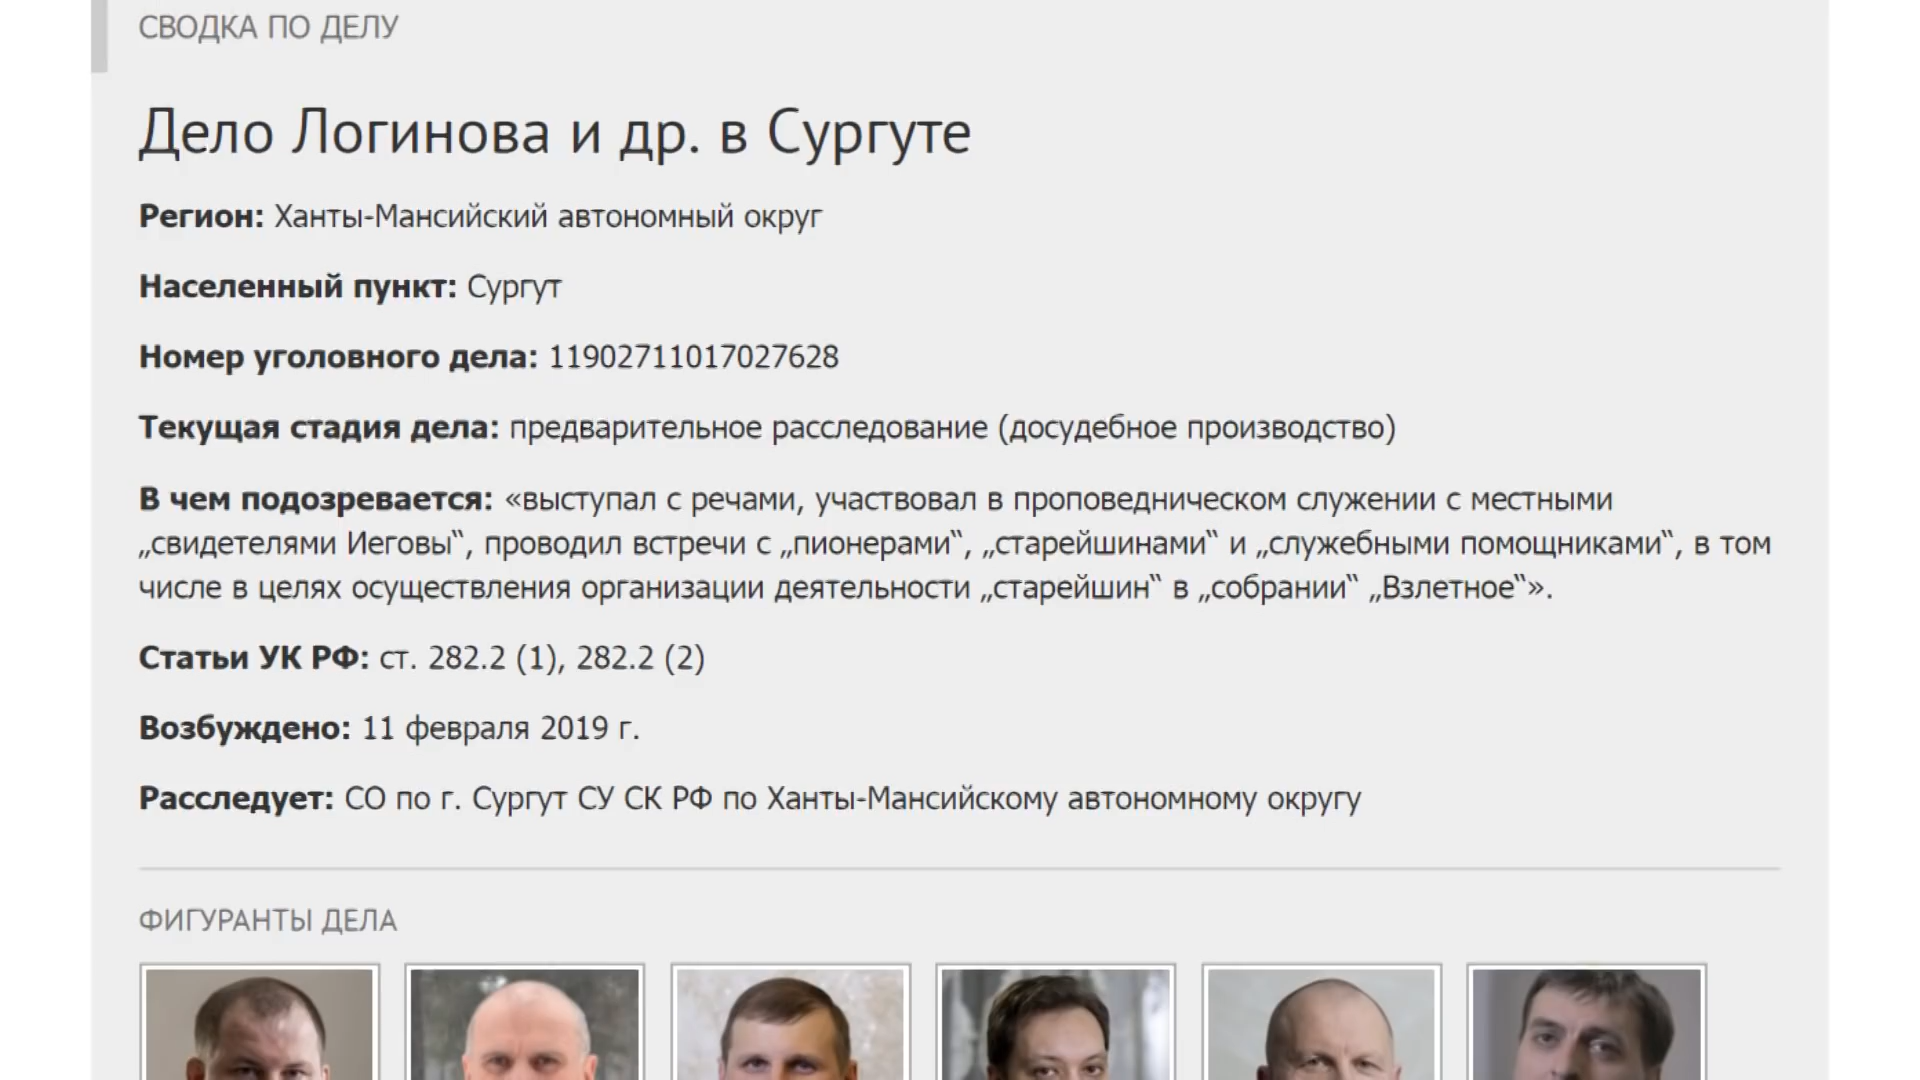 СВОДКА ПО ДЕЛУ
Дело Логинова и др. в Сургуте
Регион: Ханты-Мансийский автономный округ
Населенный пункт: Сургут
Номер уголовного дела: 11902711017027628
Текущая стадия дела: предварительное расследование (досудебное производство)
В чем подозревается: «выступал с речами, участвовал в проповедническом служении с местными
„свидетелями Иеговы“, проводил встречи с „пионерами“, „старейшинами“ и „служебными помощниками“, в том
числе в целях осуществления организации деятельности „старейшин“ в „собрании“ „Взлетное“».
Статьи УК РФ: ст. 282.2 (1), 282.2 (2)
Возбуждено: 11 февраля 2019 г.
Расследует: СО по г. Сургут СУ СК РФ по Ханты-Мансийскому автономному округу
ФИГУРАНТЫ ДЕЛА